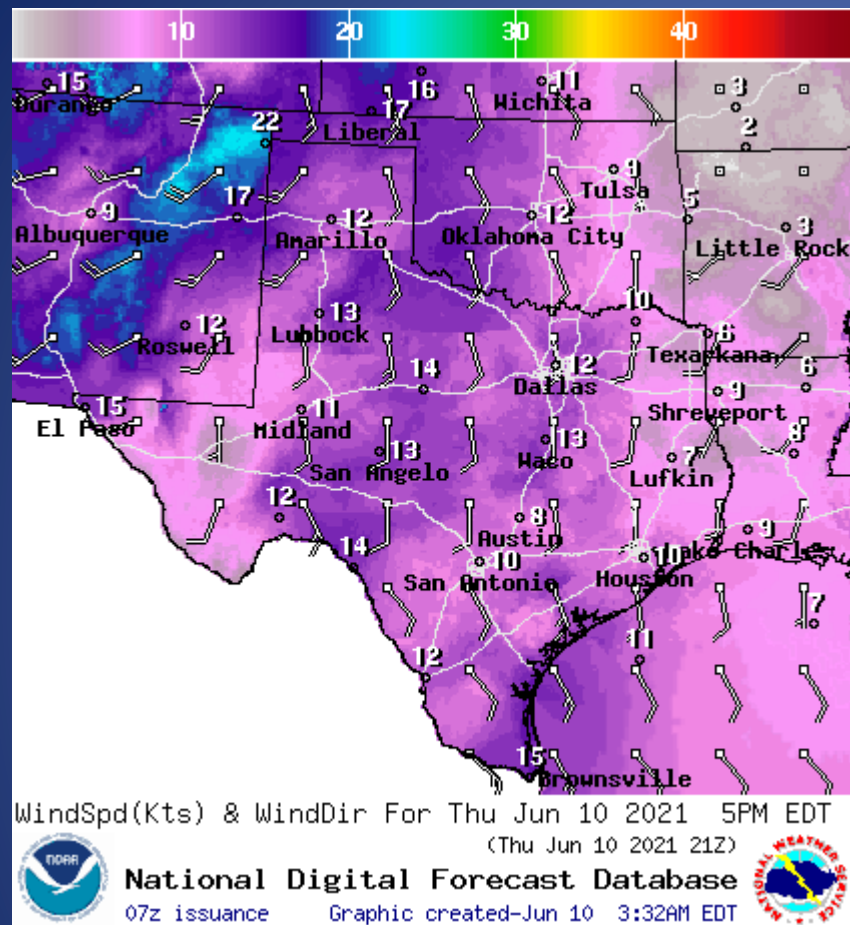 10 20 30 40
15 16 11 3
Durango Wichita
17
Liberal
22 2
9
Tulsa
9 17 12 12 5 3
Albuquerque Amarillo Oklahoma City Little Rock
12 13 10
Roswell Lubbock 6
Texarkana
12
Dallas
14 9 6
15 11 Shreveport
El Paso Midland
13 13 8
San Angelo Waco 7
Lufkin
12 8 9
Austin Lake Charles
14 10 10
San Antonio Houston
7
11
12
15
Brownsville
WindSpd(Kts) & WindDir For Thu Jun 10 2021 5PM EDT
(Thu Jun 10 2021 21Z)
NOAA
National Digital Forecast Database
07z issuance Graphic created-Jun 10 3:32AM EDT
NATIONAL WEATHER SERVICE